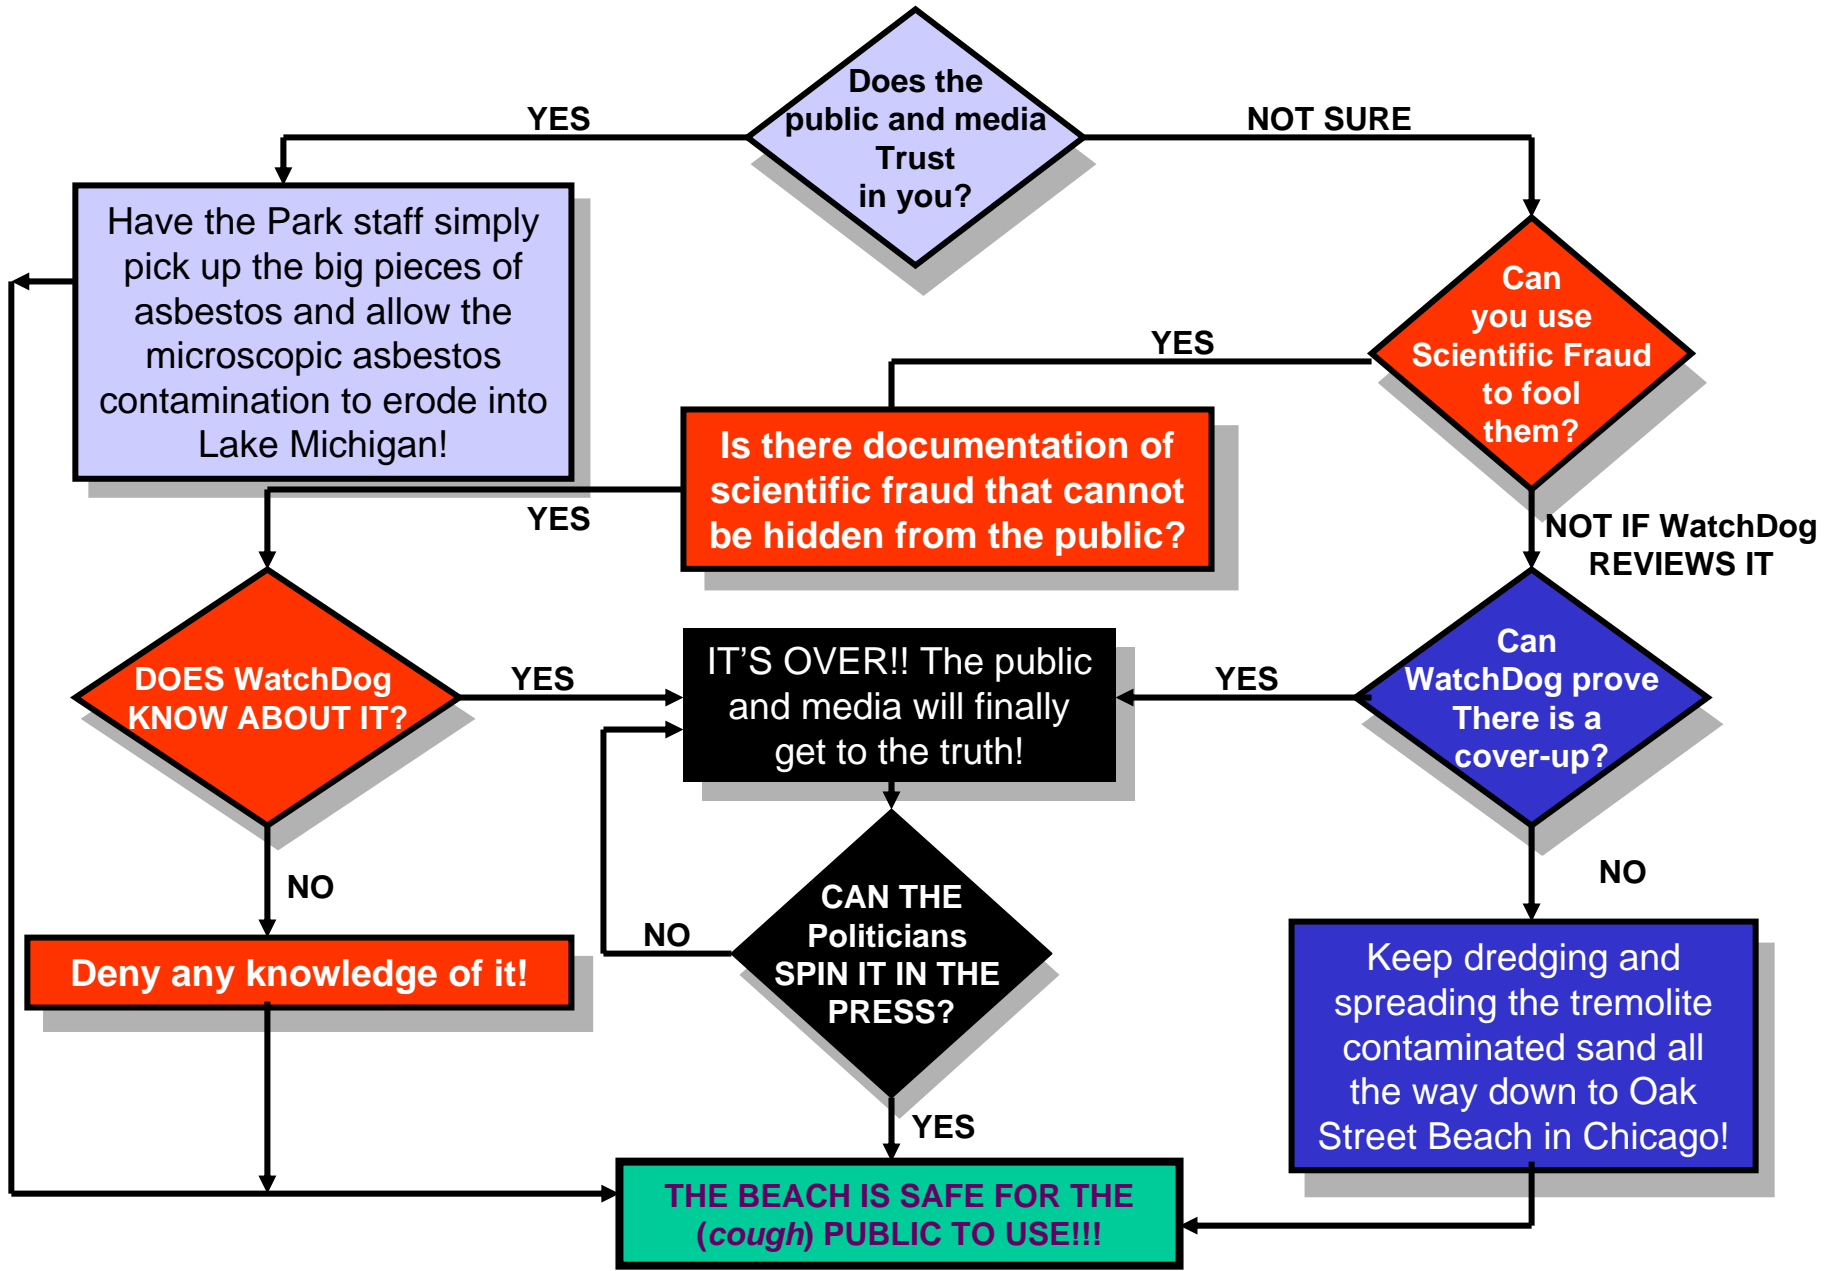 Does the
public and media
Trust
in you?
YES
NOT SURE
Have the Park staff simply
pick up the big pieces of
asbestos and allow the
microscopic asbestos
contamination to erode into
Lake Michigan!
Can
you use
Scientific Fraud
to fool
them?
YES
Is there documentation of
scientific fraud that cannot
be hidden from the public?
YES
NOT IF WatchDog
REVIEWS IT
DOES WatchDog
KNOW ABOUT IT?
YES
IT’S OVER!! The public
and media will finally
get to the truth!
YES
Can
WatchDog prove
There is a
cover-up?
NO
CAN THE
Politicians
SPIN IT IN THE
PRESS?
NO
NO
Deny any knowledge of it!
Keep dredging and
spreading the tremolite
contaminated sand all
the way down to Oak
Street Beach in Chicago!
YES
THE BEACH IS SAFE FOR THE
(cough) PUBLIC TO USE!!!